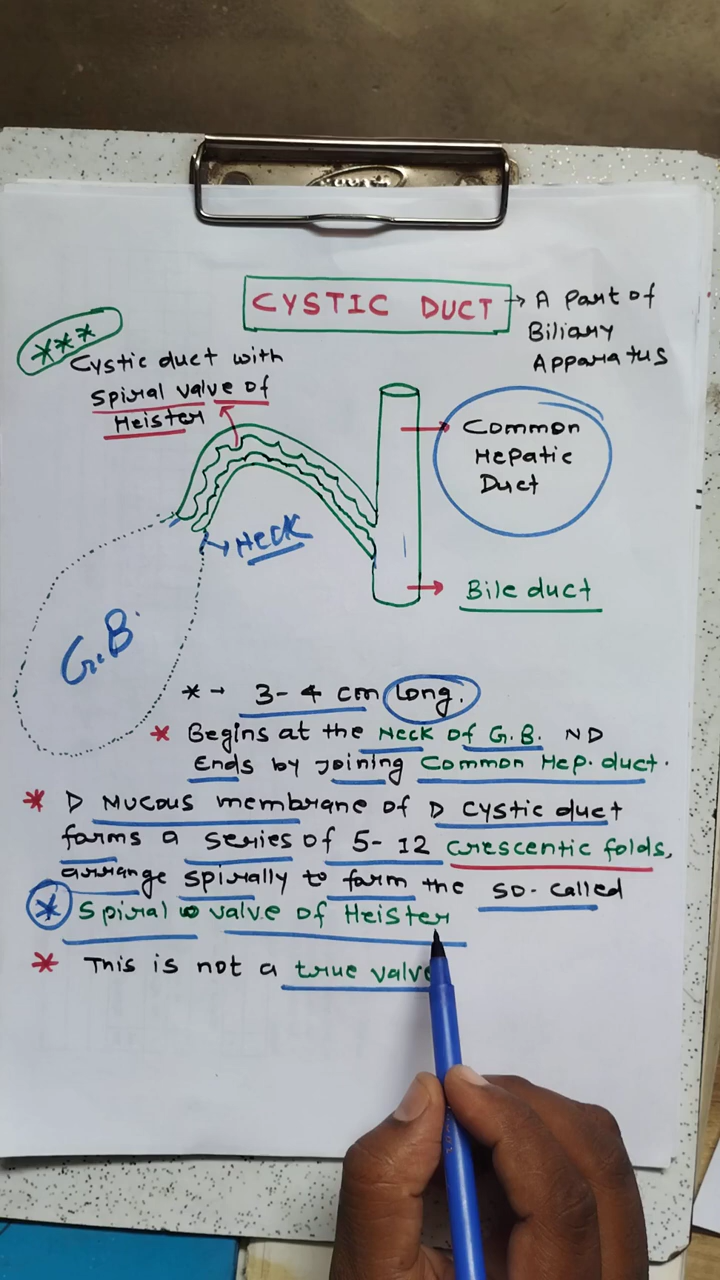 CYSTIC DUCT → A Part of
Biliary
Apparatus
***
Cystic duct with
Spiral valve of
Heister
Common
Hepatic
Duct
Neck
Bile duct
G.B
* → 3-4 cm long.
* Begins at the Neck of G.B. ND
Ends by joining Common Hep. duct.
* D Mucous membrane of D cystic duct
forms a series of 5-12 crescentic folds,
arrange spirally to form the so-called
* Spiral valve of Heister
* This is not a true valve